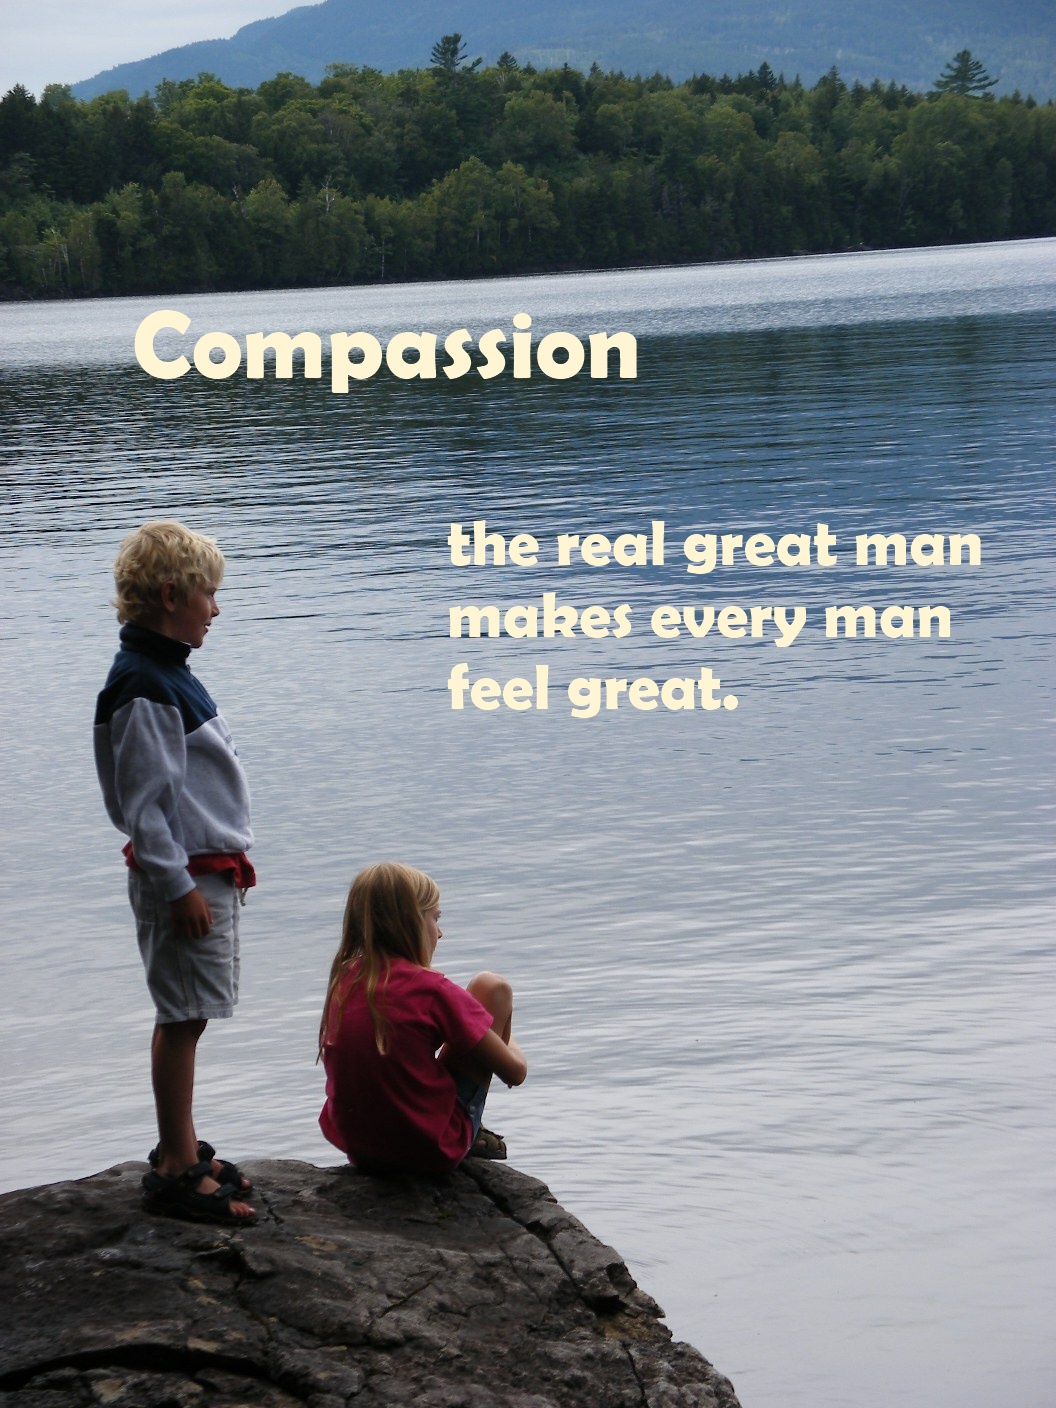 Compassion
the real great man
makes every man
feel great.